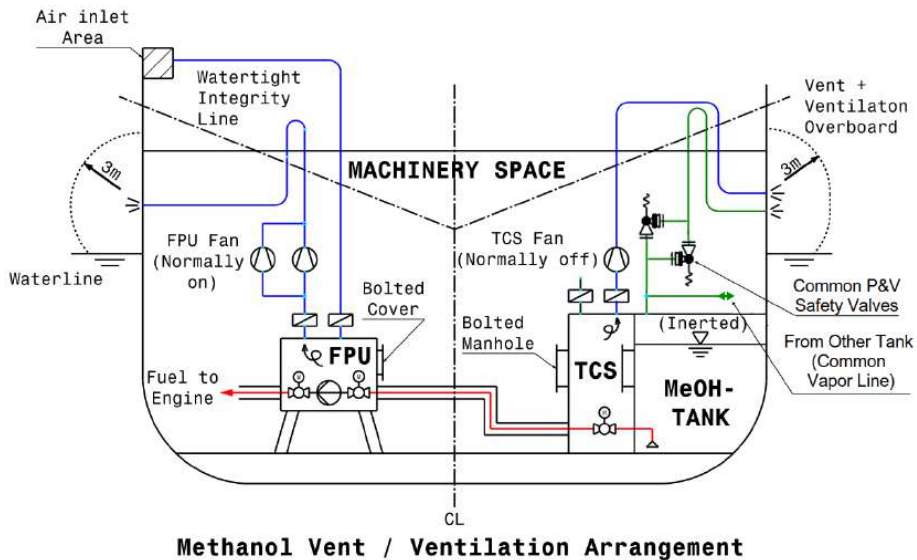 Air inlet
Area
Watertight
Integrity
Line
Vent +
Ventilaton
Overboard
MACHINERY SPACE
3m
3m
FPU Fan
(Normally
on)
TCS Fan
(Normally off)
Waterline
Bolted
Cover
Common P&V
Safety Valves
Bolted
Manhole
(Inerted)
From Other Tank
(Common
Vapor Line)
FPU
TCS
Fuel to
Engine
MeOH-
TANK
M
M
M
CL
Methanol Vent / Ventilation Arrangement